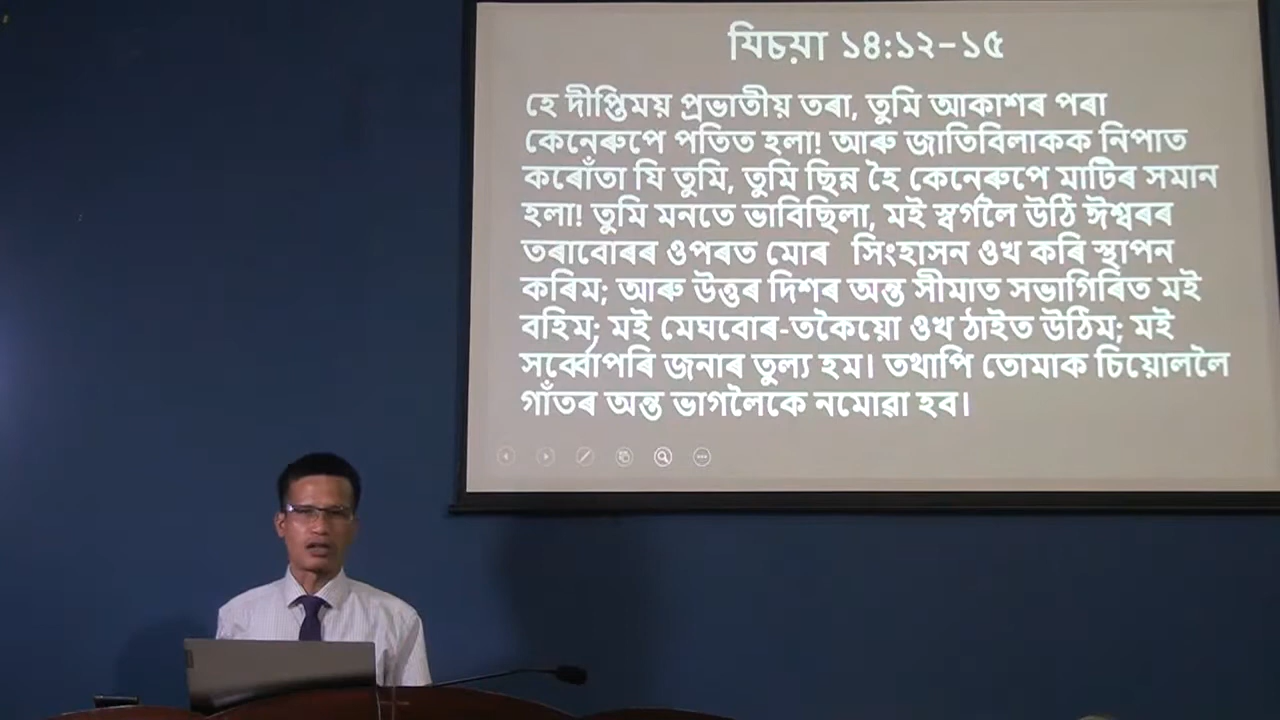 যিচয়া ১৪:১২-১৫
হে দীপ্তিময় প্ৰভাতীয় তৰা, তুমি আকাশৰ পৰা
কেনেৰুপে পতিত হলা! আৰু জাতিবিলাকক নিপাত
কৰোঁতা যি তুমি, তুমি ছিন্ন হৈ কেনেৰুপে মাটিৰ সমান
হলা! তুমি মনতে ভাবিছিলা, মই স্বৰ্গলৈ উঠি ঈশ্বৰৰ
তৰাবোৰৰ ওপৰত মোৰ সিংহাসন ওখ কৰি স্থাপন
কৰিম; আৰু উত্তৰ দিশৰ অন্ত সীমাত সভাগিৰিত মই
বহিম; মই মেঘবোৰ-তকৈয়ো ওখ ঠাইত উঠিম; মই
সৰ্ব্বোপৰি জনাৰ তুল্য হম। তথাপি তোমাক চিয়োললৈ
গাঁতৰ অন্ত ভাগলৈকে নমোৱা হব।